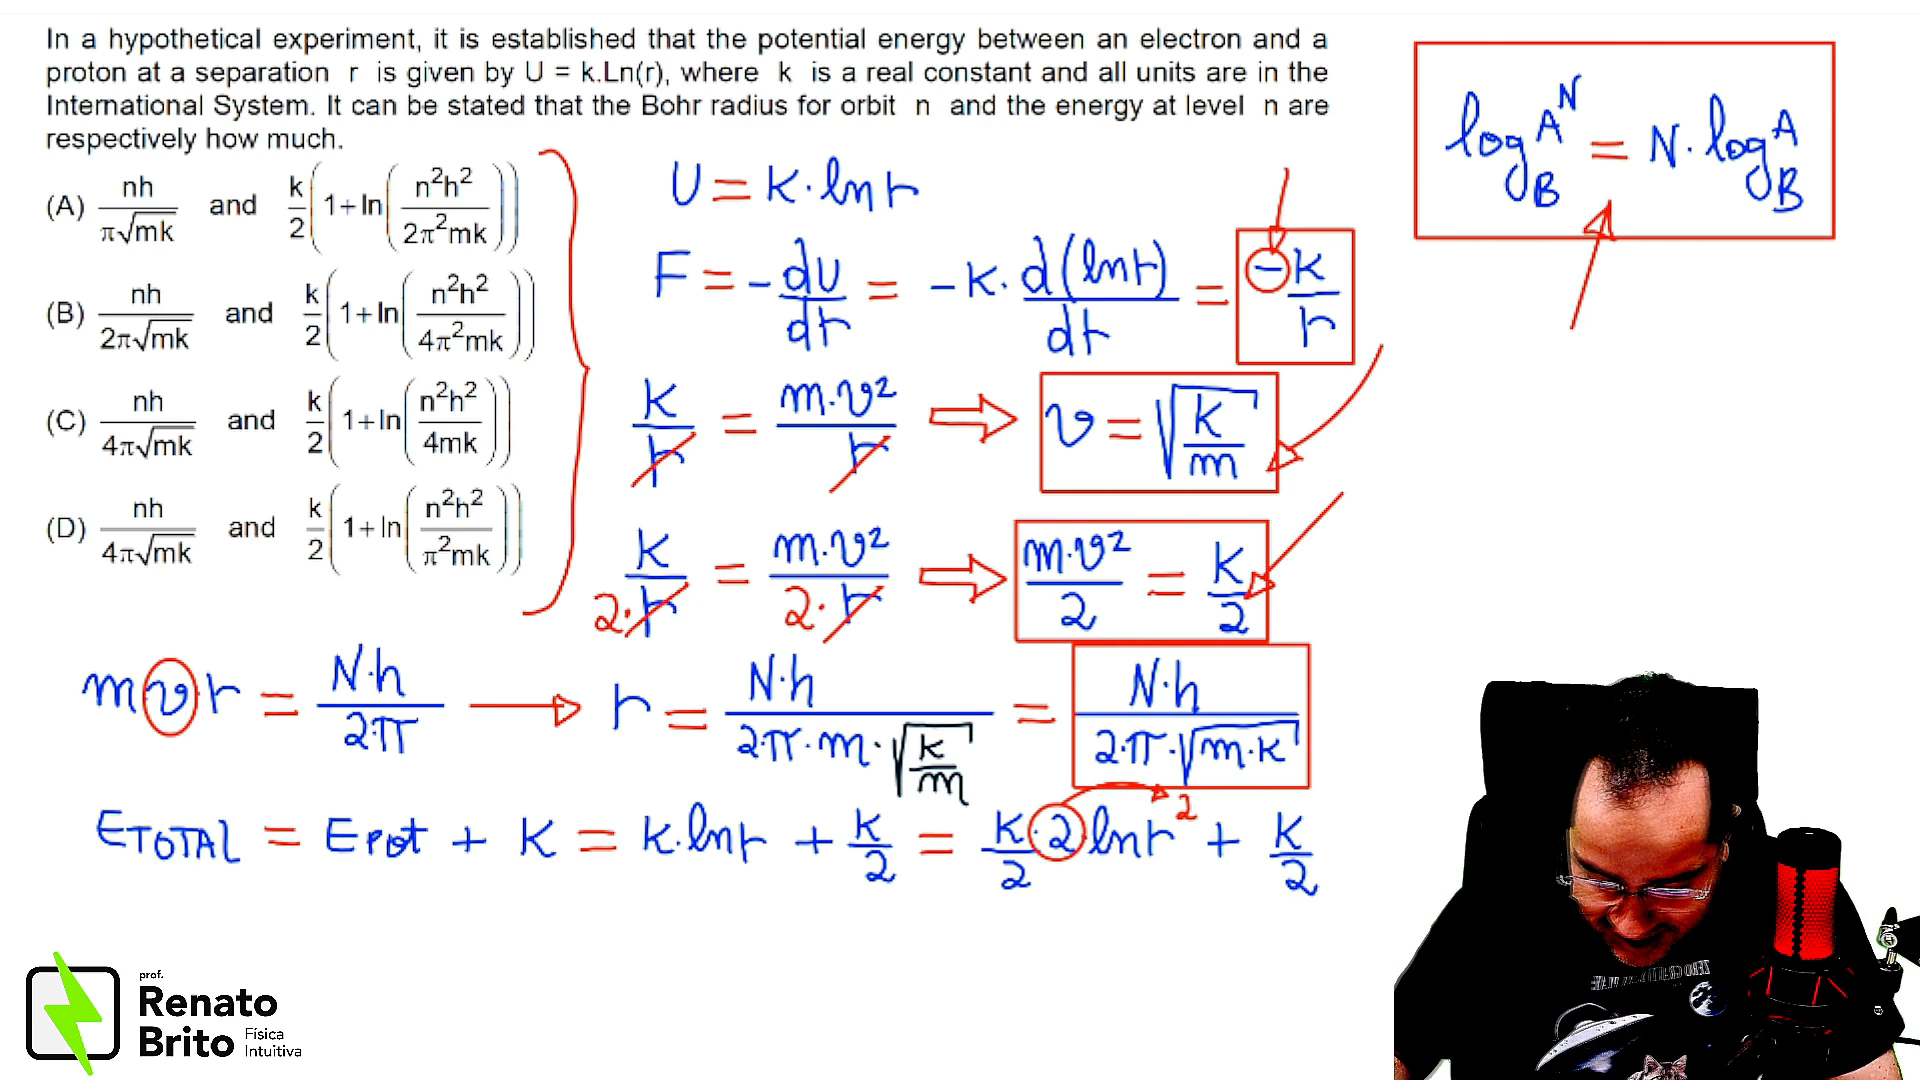 In a hypothetical experiment, it is established that the potential energy between an electron and a
proton at a separation r is given by U = k.Ln(r), where k is a real constant and all units are in the
International System. It can be stated that the Bohr radius for orbit n and the energy at level n are
respectively how much.
(A) nh/(π√mk) and k/2(1+ln(n²h²/(2π²mk)))
(B) nh/(2π√mk) and k/2(1+ln(n²h²/(4π²mk)))
(C) nh/(4π√mk) and k/2(1+ln(n²h²/(4mk)))
(D) nh/(4π√mk) and k/2(1+ln(n²h²/(π²mk)))
U = K·ln r
F = -dU/dr = -K·d(ln r)/dr = -K/r
K/r = m·v²/r ⇒ v = √(K/m)
K/(2·r) = m·v²/(2·r) ⇒ m·v²/2 = K/2
m v r = N·h/(2·π) → r = N·h/(2·π·m·√(K/m)) = N·h/(2·π·√(m·K))
ETOTAL = Epot + K = K·ln r + K/2 = K/2·2 ln r² + K/2
log_B A^N = N·log_B A
prof.
Renato
Brito Física
Intuitiva